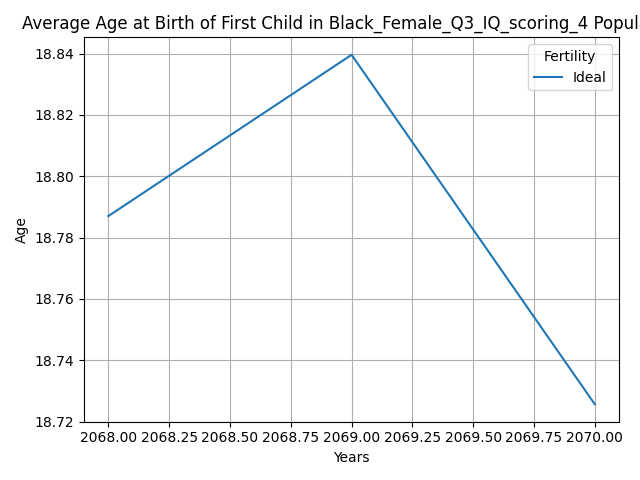 Average Age at Birth of First Child in Black_Female_Q3_IQ_scoring_4 Popul
Fertility
Ideal
18.84
18.82
18.80
18.78
18.76
18.74
18.72
Age
2068.00 2068.25 2068.50 2068.75 2069.00 2069.25 2069.50 2069.75 2070.00
Years